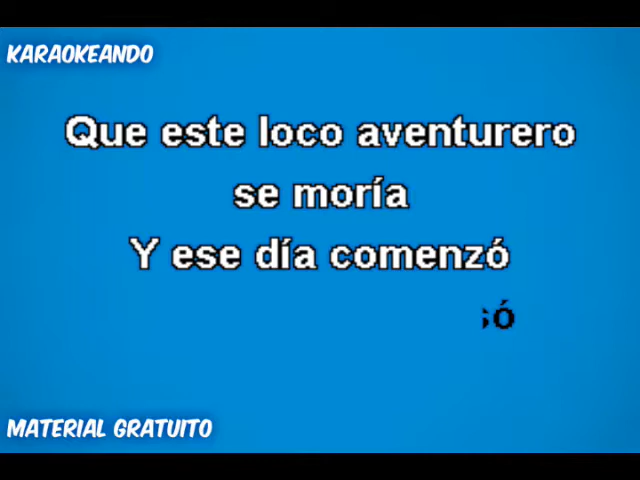 KARAOKEANDO
Que este loco aventurero
se moría
Y ese día comenzó
MATERIAL GRATUITO